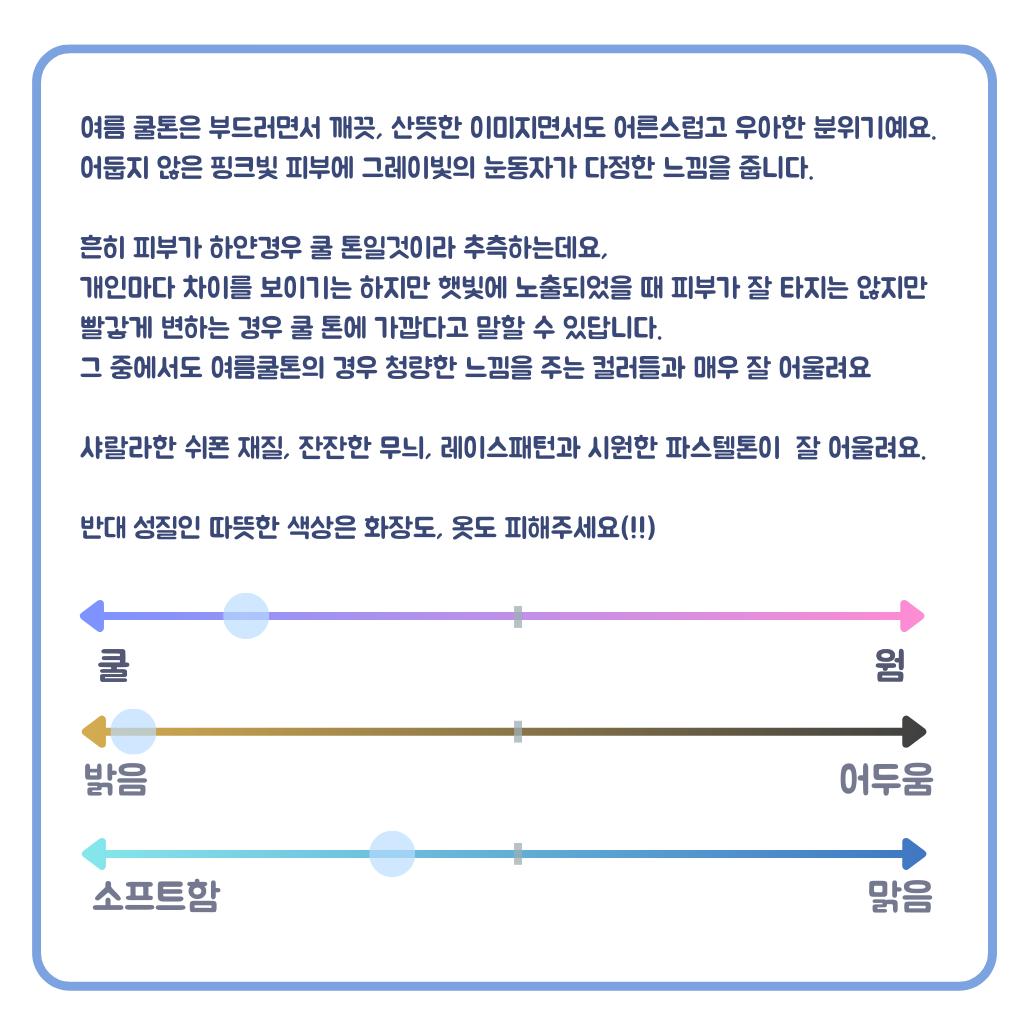 여름 쿨톤은 부드러면서 깨끗, 산뜻한 이미지면서도 어른스럽고 우아한 분위기예요.
어둡지 않은 핑크빛 피부에 그레이빛의 눈동자가 다정한 느낌을 줍니다.
흔히 피부가 하얀경우 쿨 톤일것이라 추측하는데요,
개인마다 차이를 보이기는 하지만 햇빛에 노출되었을 때 피부가 잘 타지는 않지만
빨갛게 변하는 경우 쿨 톤에 가깝다고 말할 수 있답니다.
그 중에서도 여름쿨톤의 경우 청량한 느낌을 주는 컬러들과 매우 잘 어울려요
샤랄라한 쉬폰 재질, 잔잔한 무늬, 레이스패턴과 시원한 파스텔톤이  잘 어울려요.
반대 성질인 따뜻한 색상은 화장도, 옷도 피해주세요(!!)
쿨 웜
밝음 어두움
소프트함 맑음